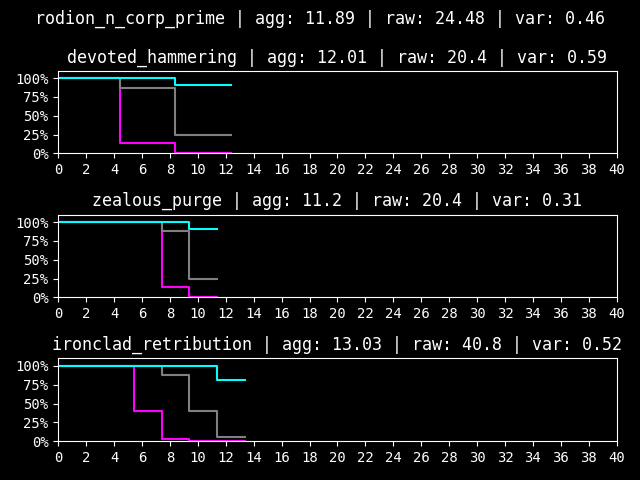 rodion_n_corp_prime | agg: 11.89 | raw: 24.48 | var: 0.46
devoted_hammering | agg: 12.01 | raw: 20.4 | var: 0.59
100%
75%
50%
25%
0%
0 2 4 6 8 10 12 14 16 18 20 22 24 26 28 30 32 34 36 38 40
zealous_purge | agg: 11.2 | raw: 20.4 | var: 0.31
100%
75%
50%
25%
0%
0 2 4 6 8 10 12 14 16 18 20 22 24 26 28 30 32 34 36 38 40
ironclad_retribution | agg: 13.03 | raw: 40.8 | var: 0.52
100%
75%
50%
25%
0%
0 2 4 6 8 10 12 14 16 18 20 22 24 26 28 30 32 34 36 38 40